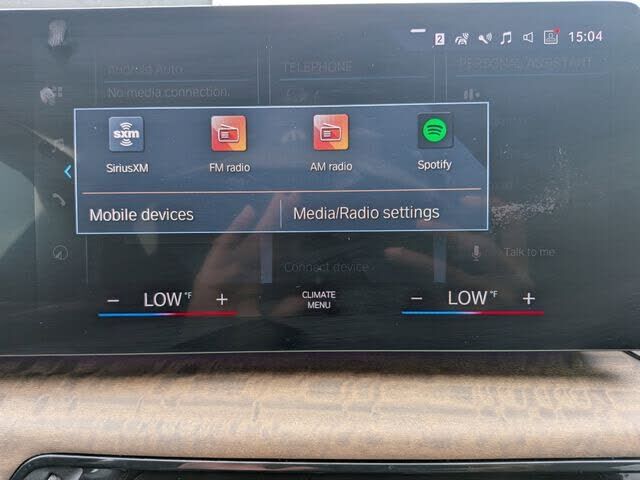 2 15:04
Android Auto TELEPHONE PERSONAL ASSISTANT
No media connection.
sxm
SiriusXM FM radio AM radio Spotify
Mobile devices Media/Radio settings
Connect device Talk to me
− LOW °F + CLIMATE MENU − LOW °F +